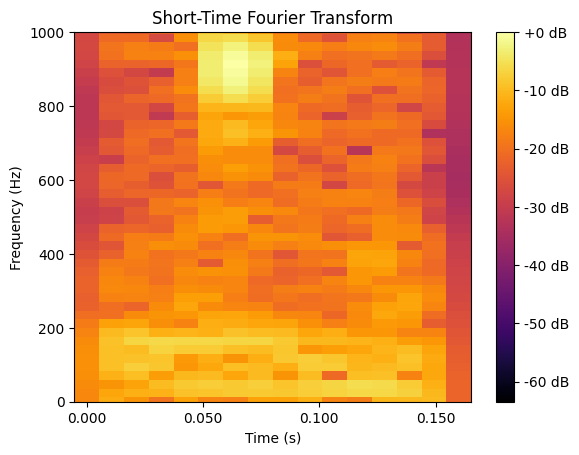 Short-Time Fourier Transform
1000
800
600
400
200
0
Frequency (Hz)
0.000
0.050
0.100
0.150
Time (s)
+0 dB
-10 dB
-20 dB
-30 dB
-40 dB
-50 dB
-60 dB